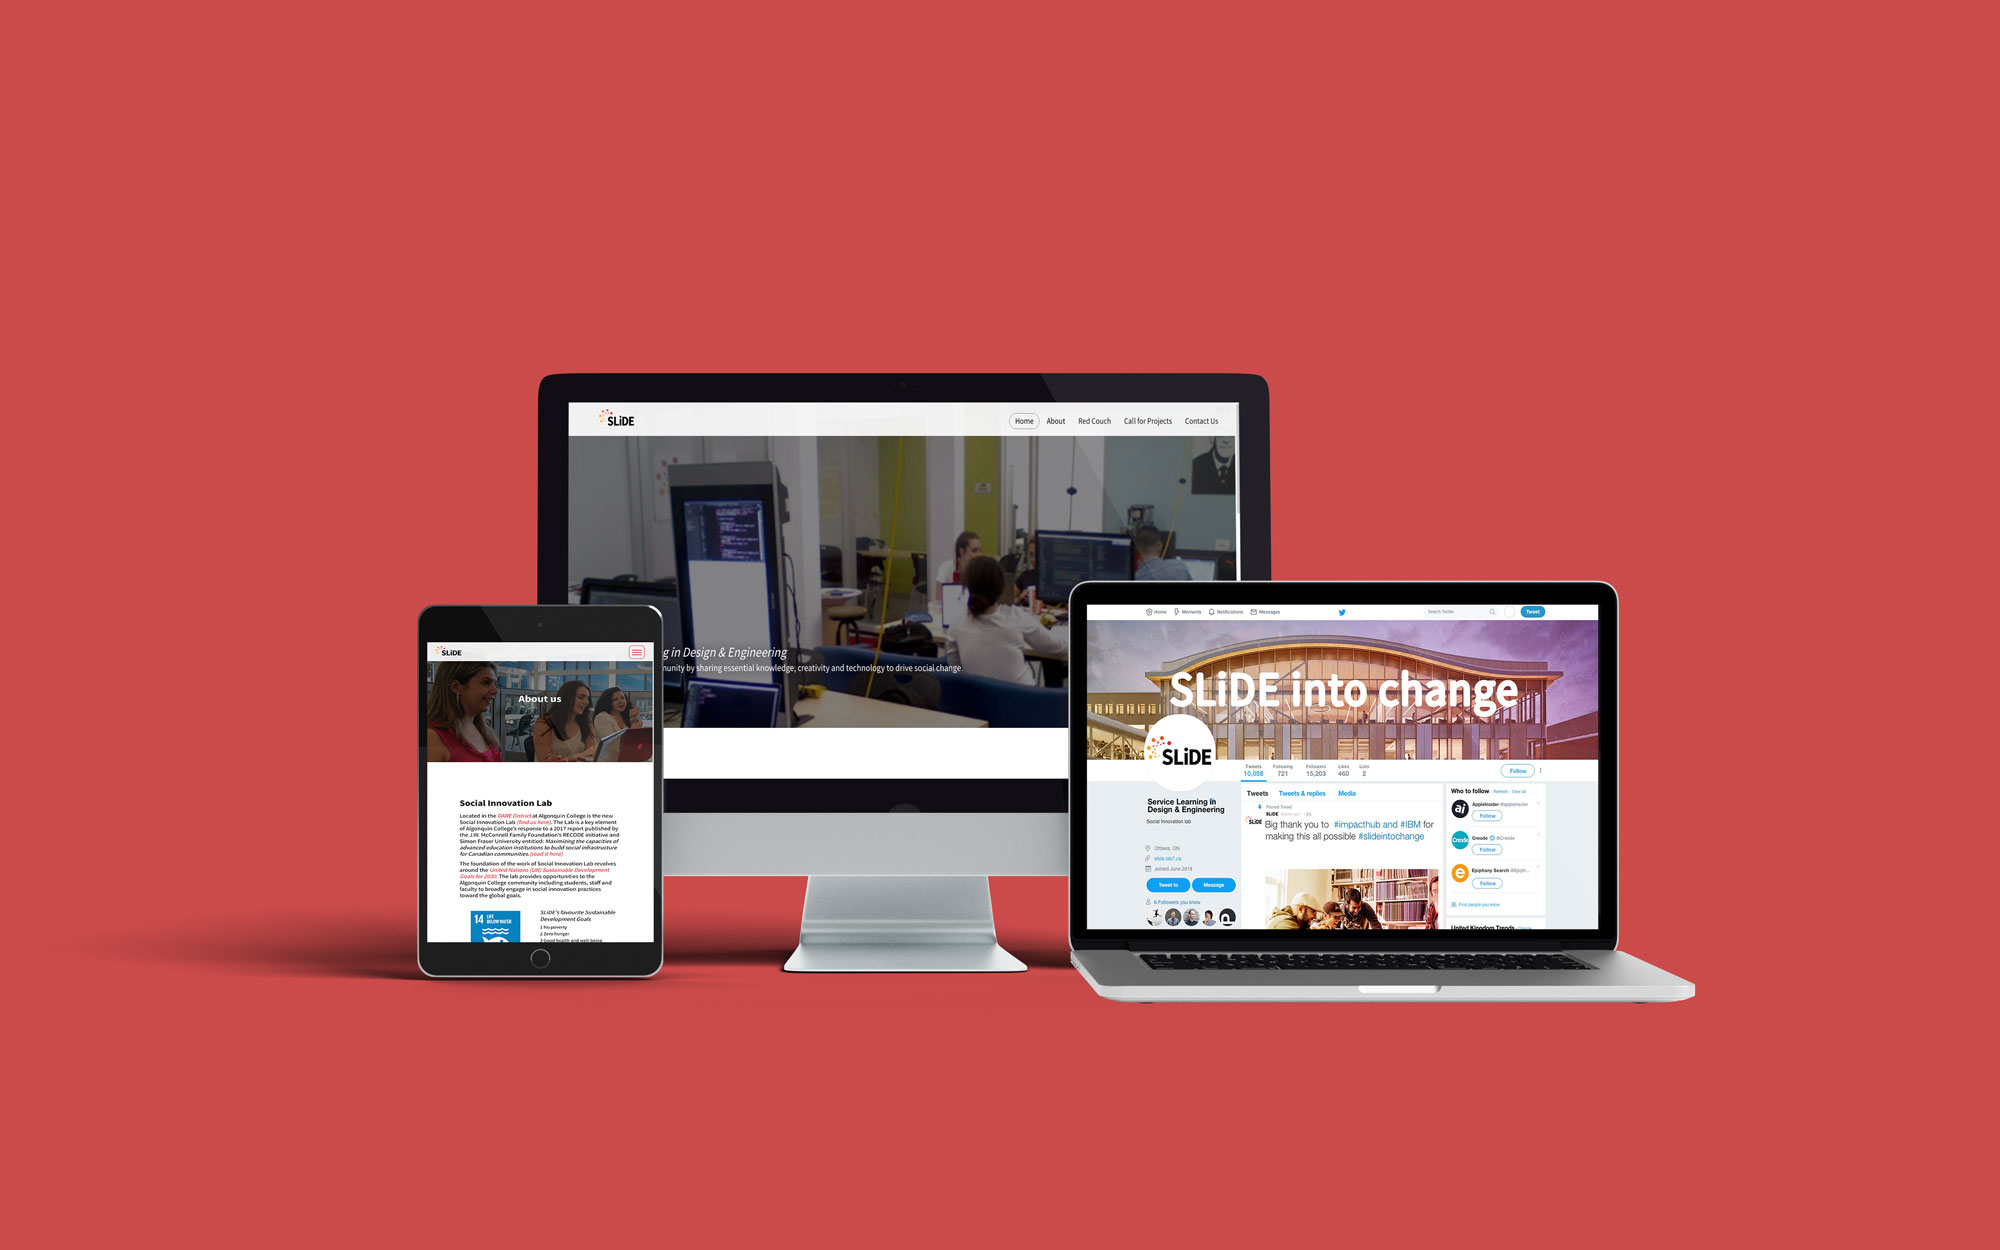 SLiDE
Home About Red Couch Call for Projects Contact Us
g in Design & Engineering
nunity by sharing essential knowledge, creativity and technology to drive social change.
SLiDE
About us
Social Innovation Lab
Located in the DARE District at Algonquin College is the new
Social Innovation Lab (find us here). The Lab is a key element
of Algonquin College's response to a 2017 report published by
the J.W. McConnell Family Foundation's RECODE initiative and
Simon Fraser University entitled: Maximizing the capacities of
advanced education institutions to build social infrastructure
for Canadian communities.(read it here)
The foundation of the work of Social Innovation Lab revolves
around the United Nations (UN) Sustainable Development
Goals for 2030. The lab provides opportunities to the
Algonquin College community including students, staff and
faculty to broadly engage in social innovation practices
toward the global goals.
14 LIFE
BELOW WATER
SLiDE's favourite Sustainable
Development Goals
1 No poverty
2 Zero hunger
3 Good health and well-being
Home Moments Notifications Messages
Search Twitter
Tweet
SLiDE into change
SLiDE
Tweets Following Followers Likes Lists
10,058 721 15,203 460 2
Follow
Service Learning in
Design & Engineering
Social innovation lab
Ottawa, ON
slide.lab7.ca
Joined June 2018
Tweet to Message
6 Followers you know
Tweets Tweets & replies Media
Pinned Tweet
SLiDE
SLiDE
Big thank you to #impacthub and #IBM for
making this all possible #slideintochange
Who to follow · Refresh · View all
ai
AppleInsider @appleinsider
Follow
Creode
Creode @Creode
Follow
e
Epiphany Search
Follow
Find people you know
United Kingdom Trends · Change